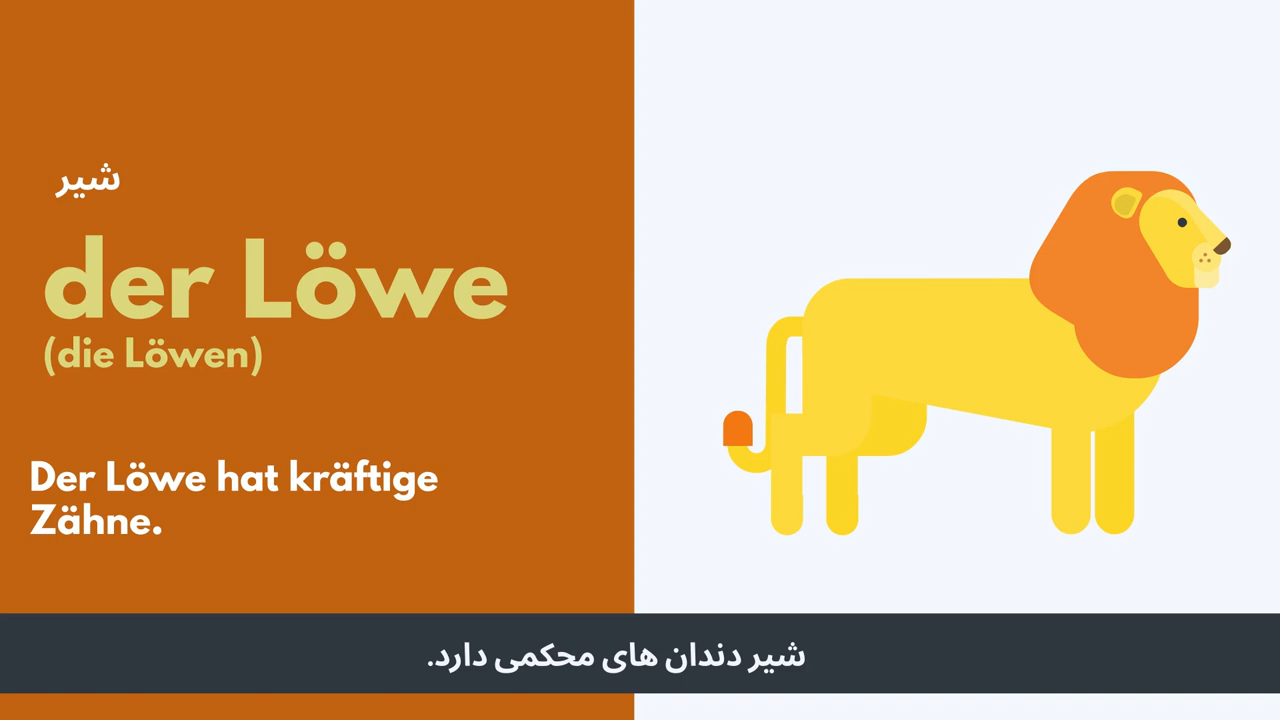 شیر
der Löwe
(die Löwen)
Der Löwe hat kräftige
Zähne.
شیر دندان های محکمی دارد.